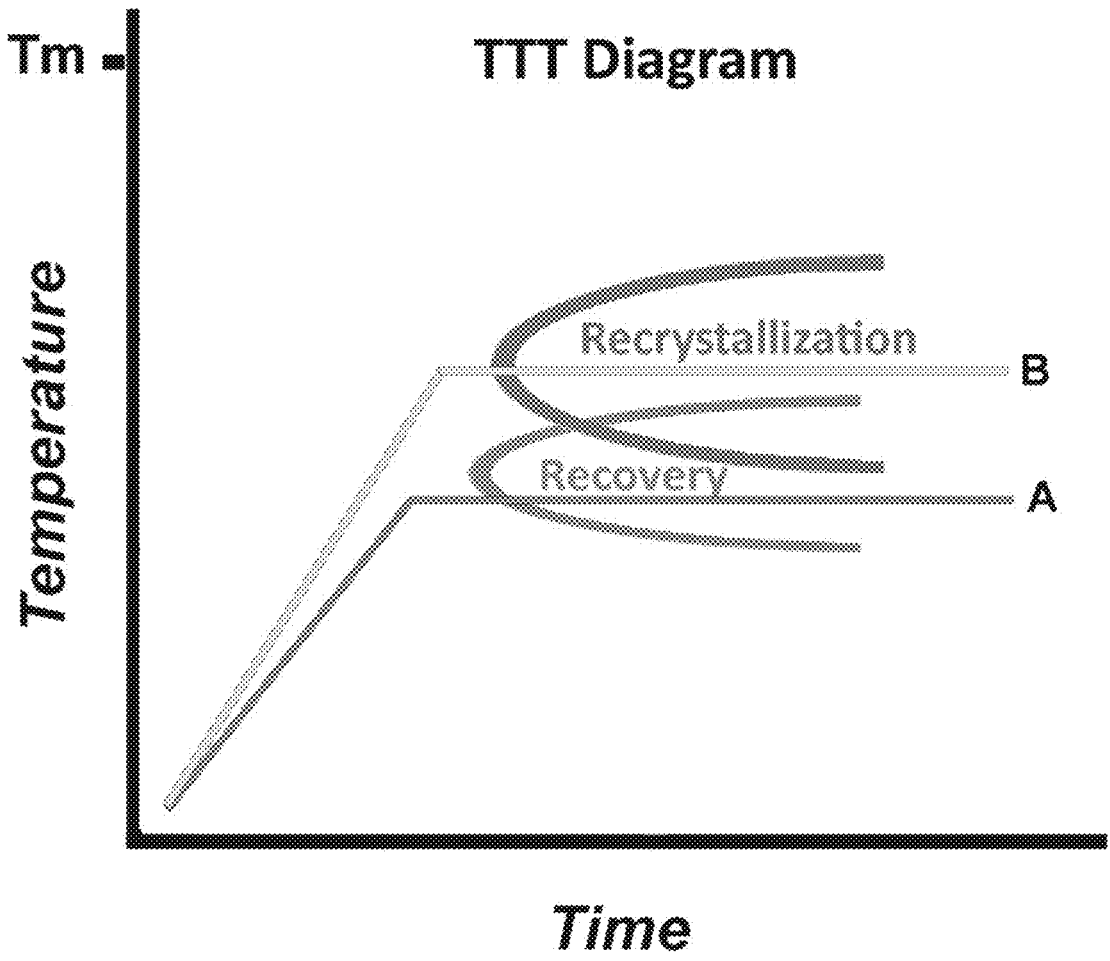 Tm
TTT Diagram
Temperature
Recrystallization
B
Recovery
A
Time